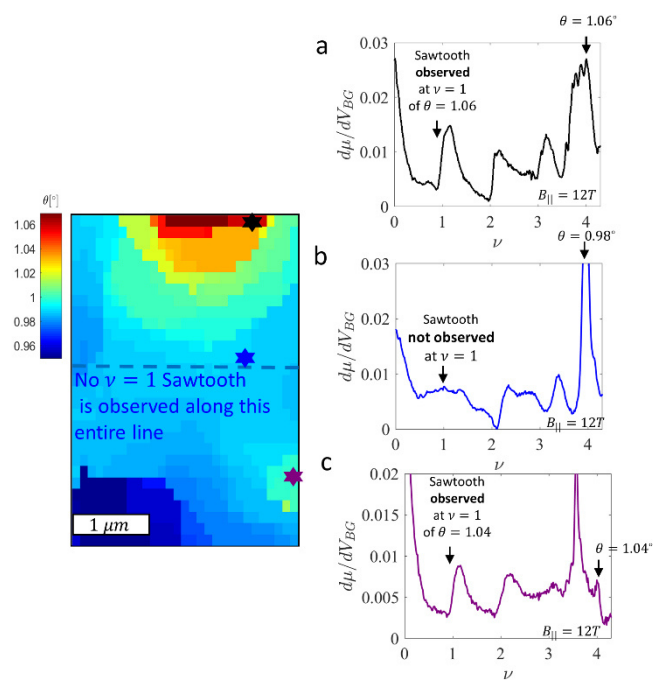 a
θ = 1.06°
Sawtooth
observed
at ν = 1
of θ = 1.06
0.03
0.02
0.01
0
dμ/dV_BG
B_|| = 12T
0 1 2 3 4
ν
θ[°]
1.06
1.04
1.02
1
0.98
0.96
No ν = 1 Sawtooth
is observed along this
entire line
1 μm
b
θ = 0.98°
Sawtooth
not observed
at ν = 1
0.03
0.02
0.01
0
dμ/dV_BG
B_|| = 12T
0 1 2 3 4
ν
c
Sawtooth
observed
at ν = 1
of θ = 1.04
θ = 1.04°
0.02
0.015
0.01
0.005
0
dμ/dV_BG
B_|| = 12T
0 1 2 3 4
ν